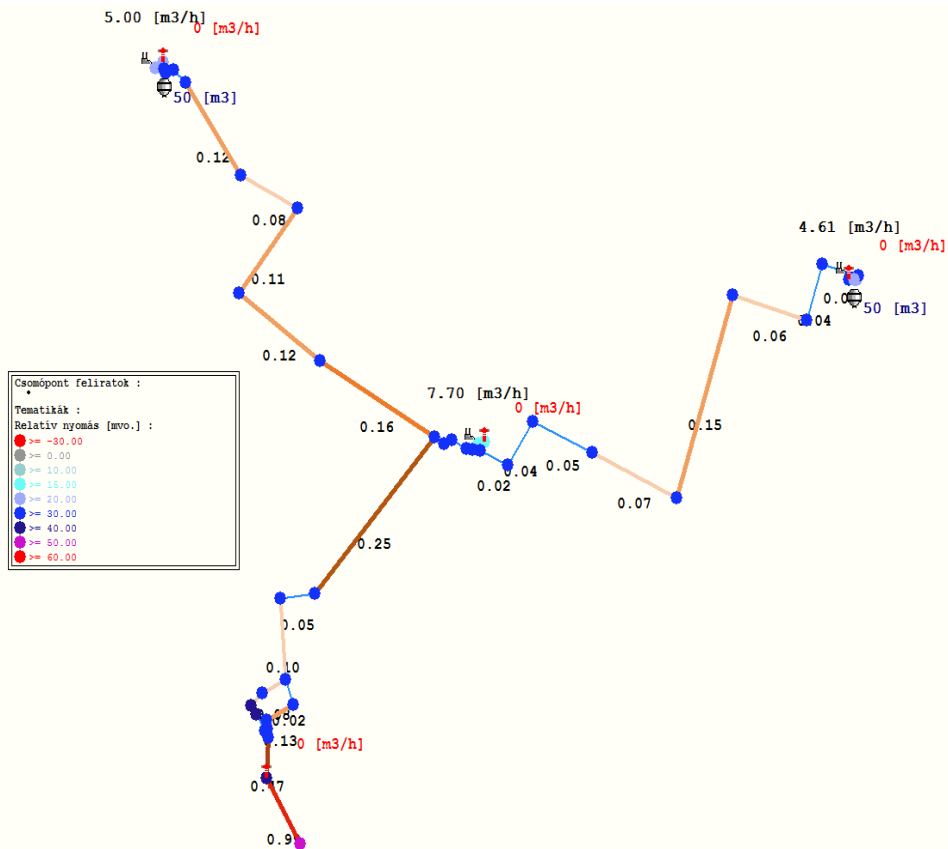 5.00 [m3/h]
0 [m3/h]
50 [m3]
0.12
0.08
4.61 [m3/h]
0 [m3/h]
0.11
50 [m3]
0.04
0.06
0.12
Csomópont feliratok :
Tematikák :
Relatív nyomás [mvo.] :
>= -30.00
>= 0.00
>= 10.00
>= 15.00
>= 20.00
>= 30.00
>= 40.00
>= 50.00
>= 60.00
7.70 [m3/h]
0 [m3/h]
0.16
0.15
0.04
0.05
0.02
0.07
0.25
0.05
0.10
0.02
0 [m3/h]